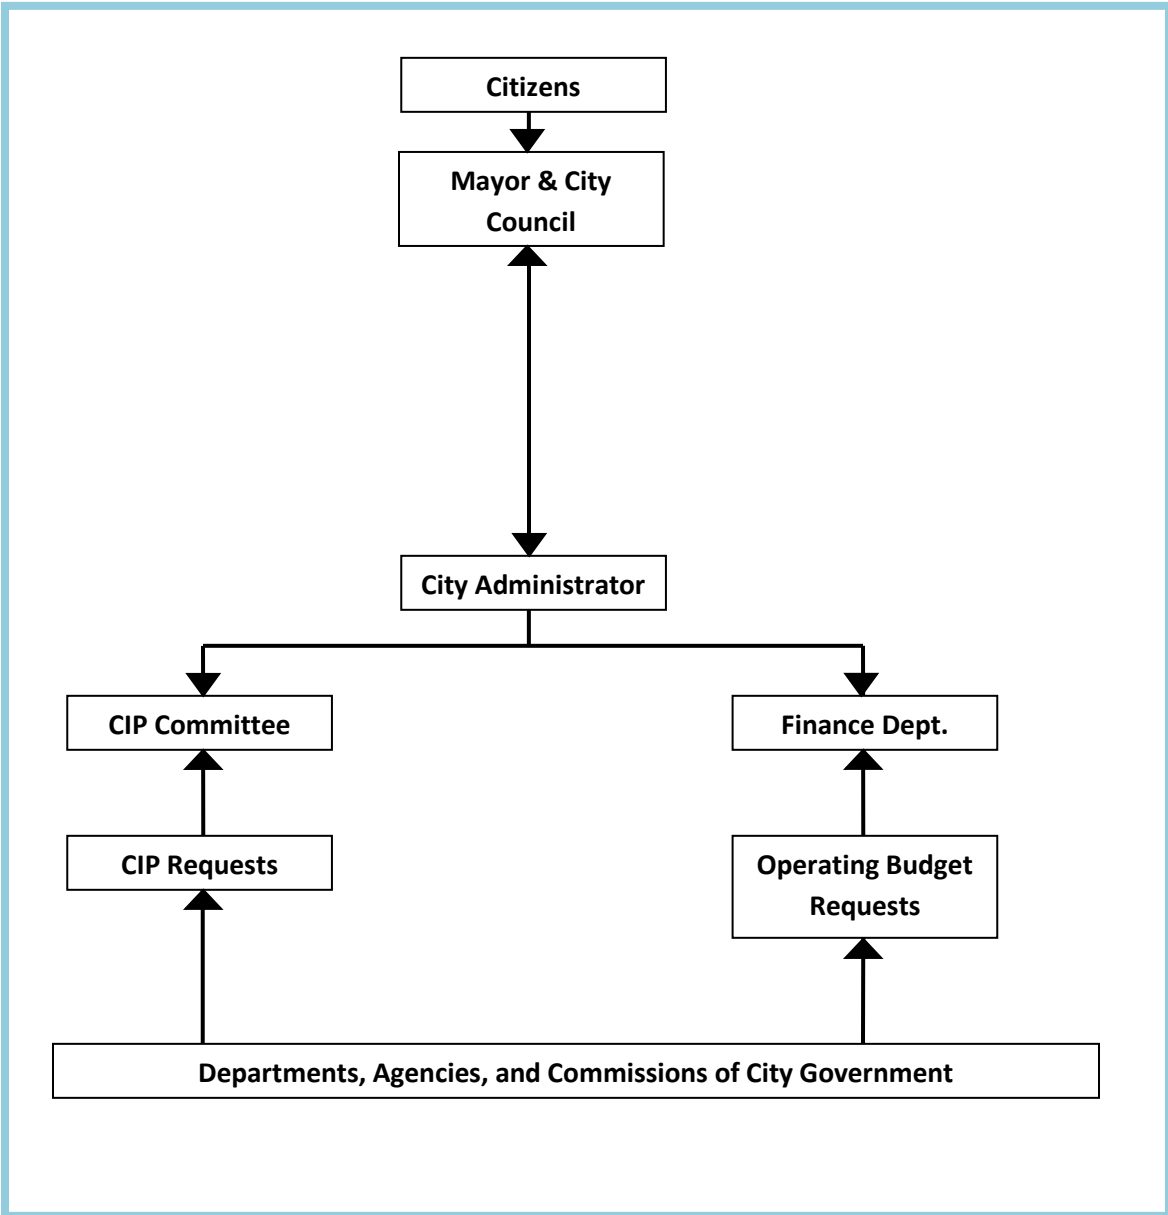 Citizens
Mayor & City
Council
City Administrator
CIP Committee
Finance Dept.
CIP Requests
Operating Budget
Requests
Departments, Agencies, and Commissions of City Government